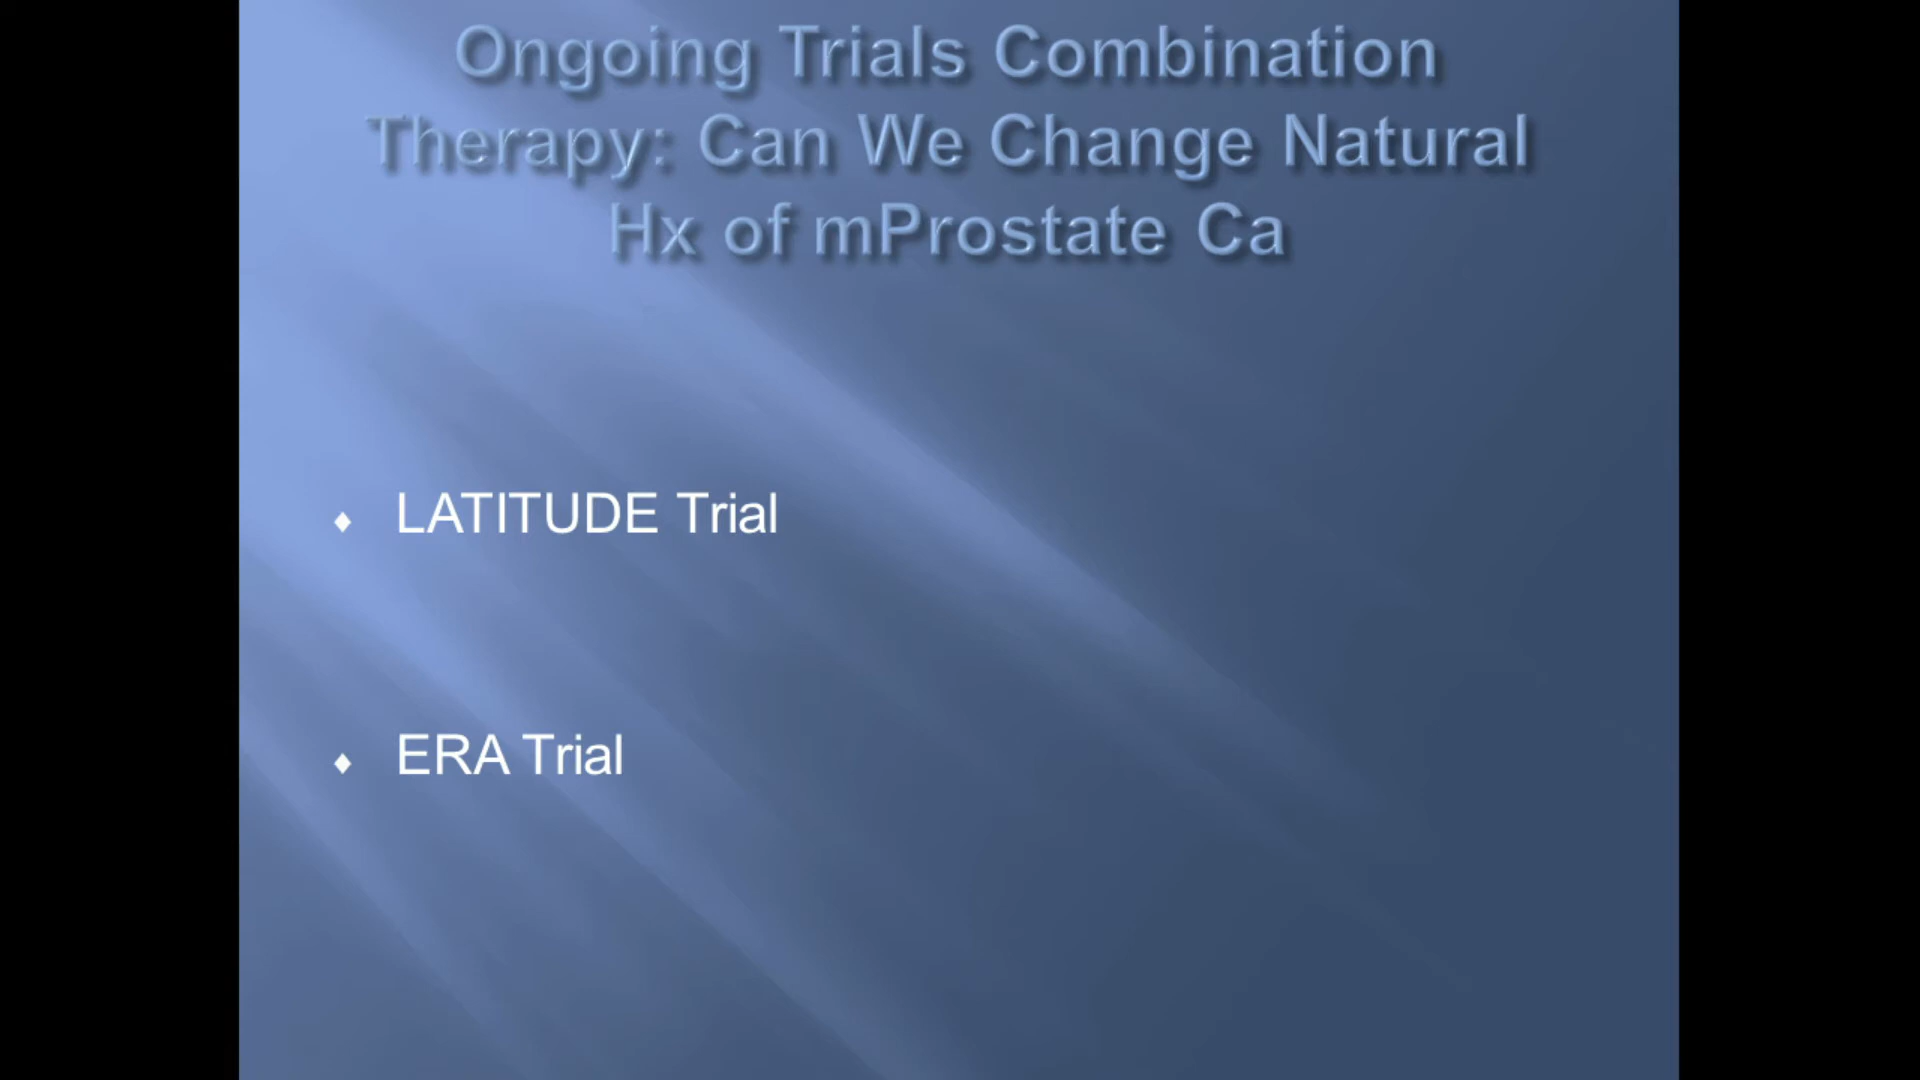 Ongoing Trials Combination
Therapy: Can We Change Natural
Hx of mProstate Ca
♦ LATITUDE Trial
♦ ERA Trial